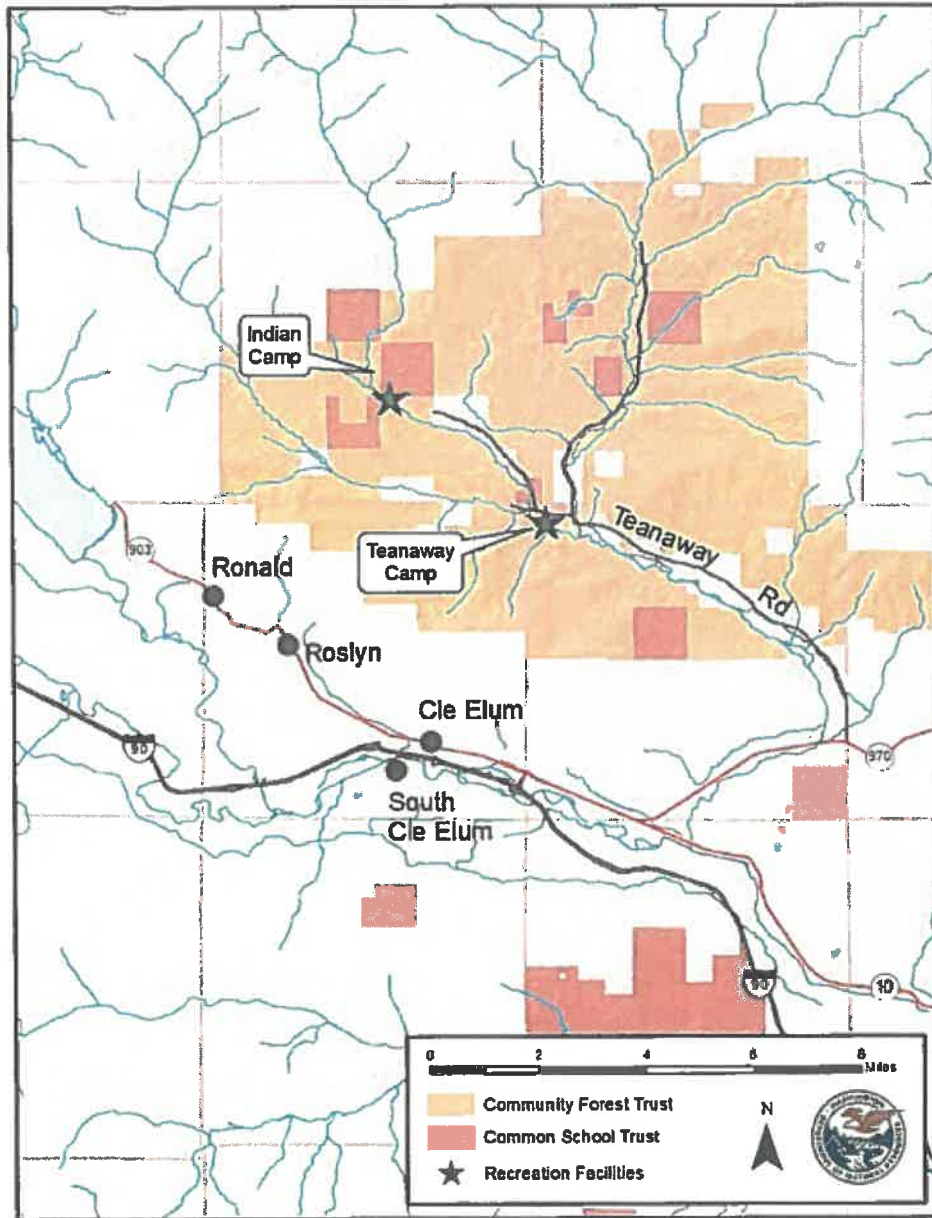 Indian
Camp
Teanaway
Camp
Teanaway
Rd
903
Ronald
Roslyn
Cle Elum
90
970
South
Cle Elum
90
10
0 2 4 6 8
Miles
Community Forest Trust
Common School Trust
Recreation Facilities
N